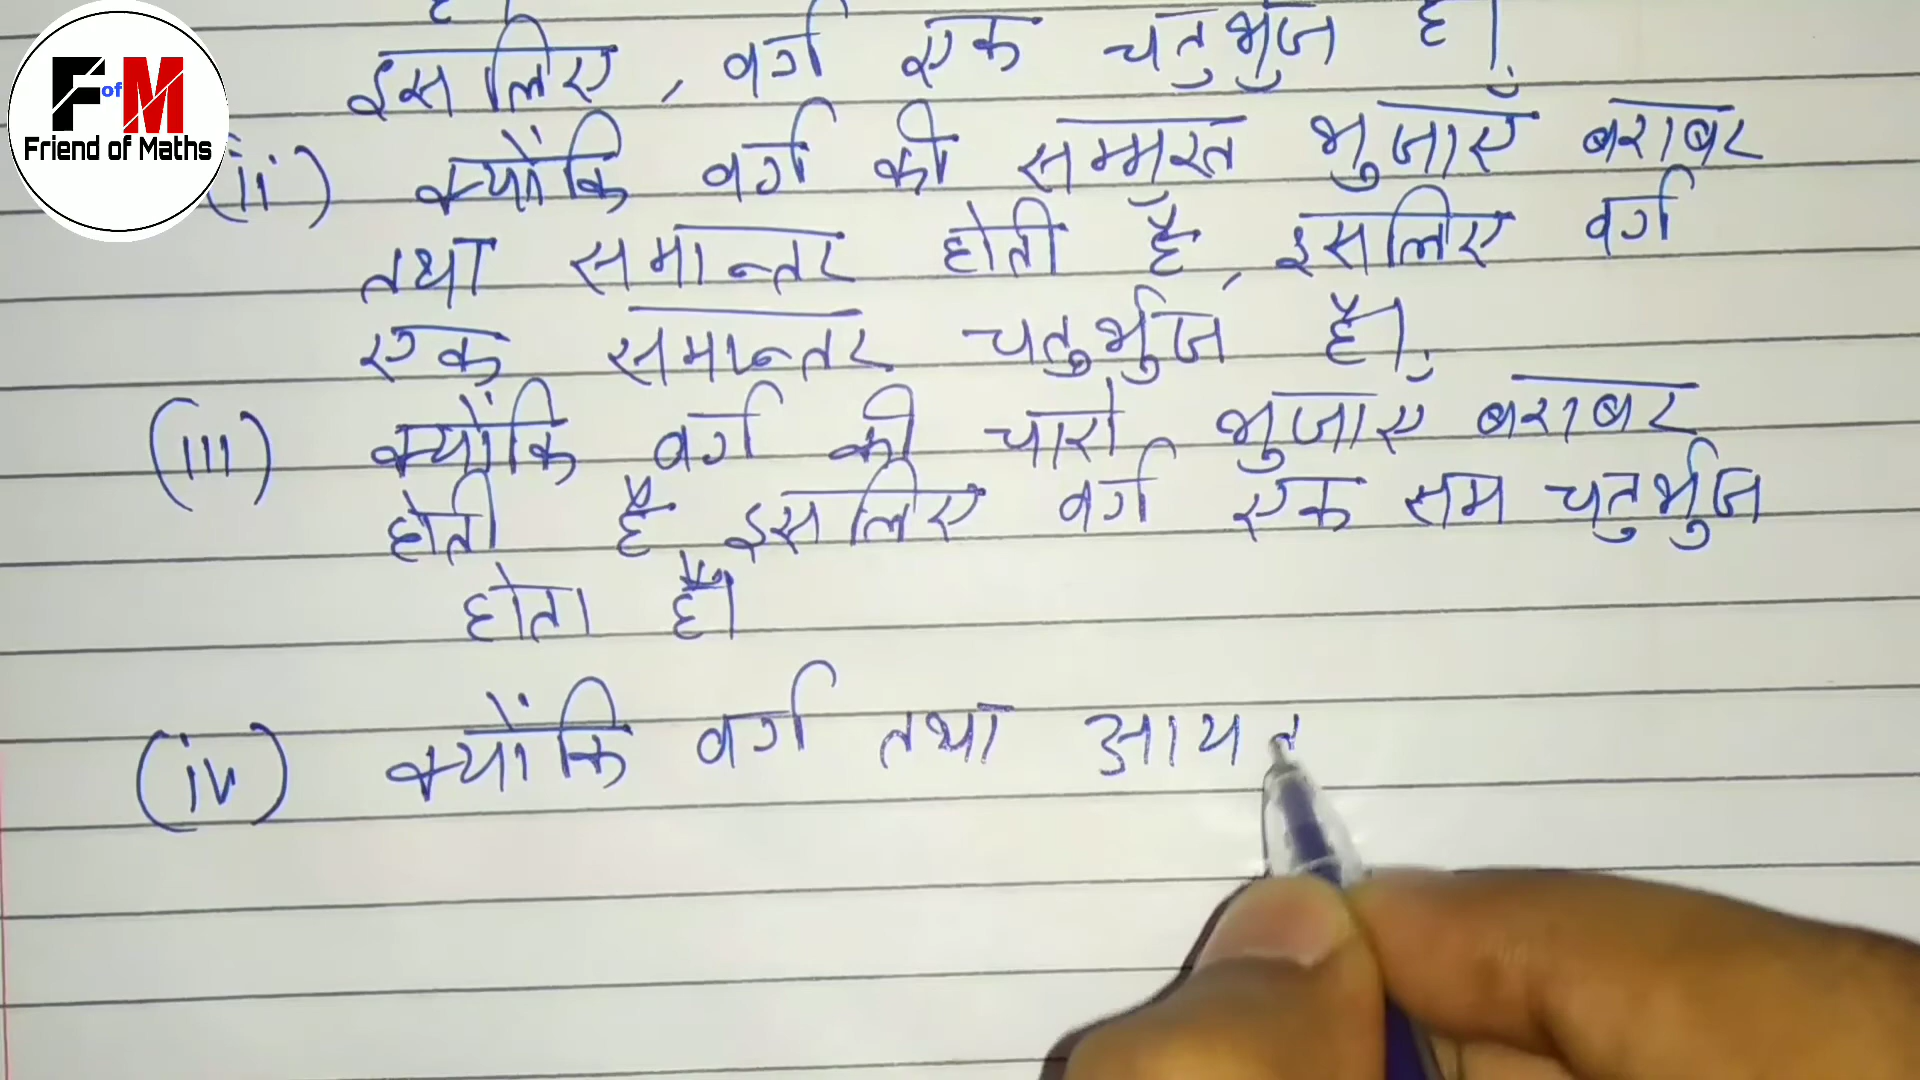 इसलिए, वर्ग एक चतुर्भुज है।
(ii) क्योंकि वर्ग की सम्मुख भुजाएँ बराबर
तथा समान्तर होती है, इसलिए वर्ग
एक समान्तर चतुर्भुज है।
(iii) क्योंकि वर्ग की चारो भुजाए बराबर
होती है इसलिए वर्ग एक सम चतुर्भुज
होता है।
(iv) क्योंकि वर्ग तथा आयत
F of M
Friend of Maths